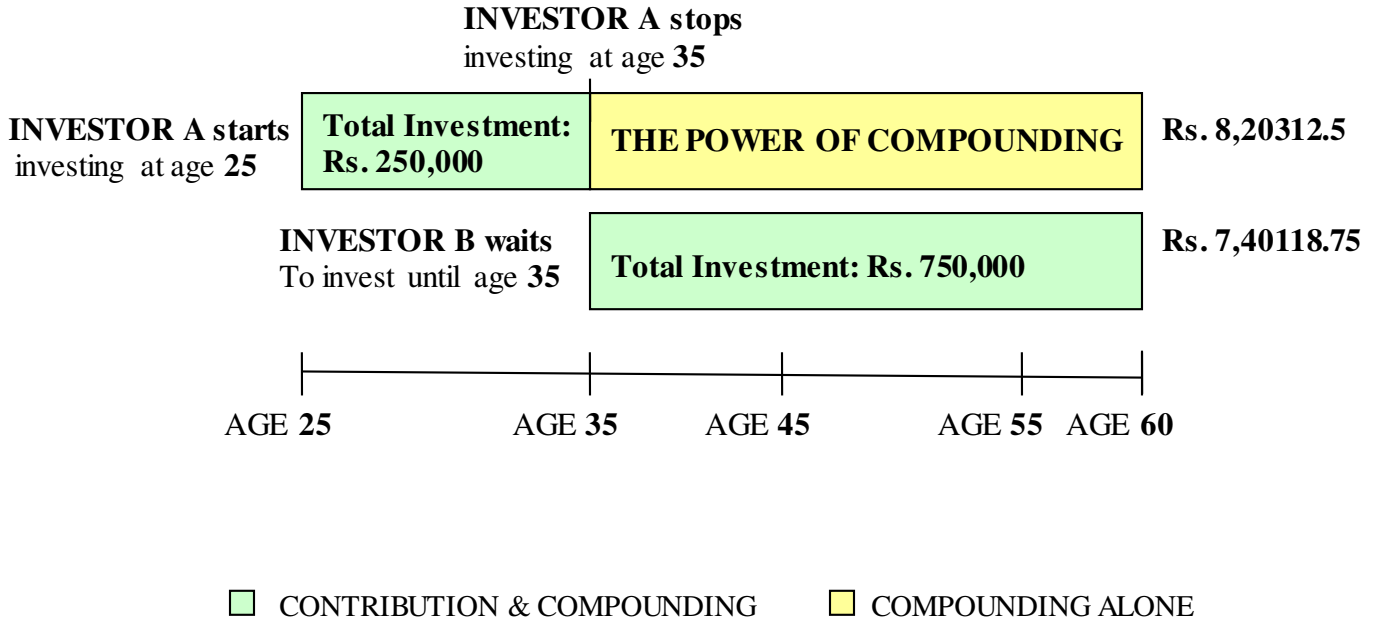 INVESTOR A stops
investing at age 35
INVESTOR A starts
investing at age 25
Total Investment:
Rs. 250,000
THE POWER OF COMPOUNDING
Rs. 8,20312.5
INVESTOR B waits
To invest until age 35
Total Investment: Rs. 750,000
Rs. 7,40118.75
AGE 25
AGE 35
AGE 45
AGE 55
AGE 60
CONTRIBUTION & COMPOUNDING
COMPOUNDING ALONE